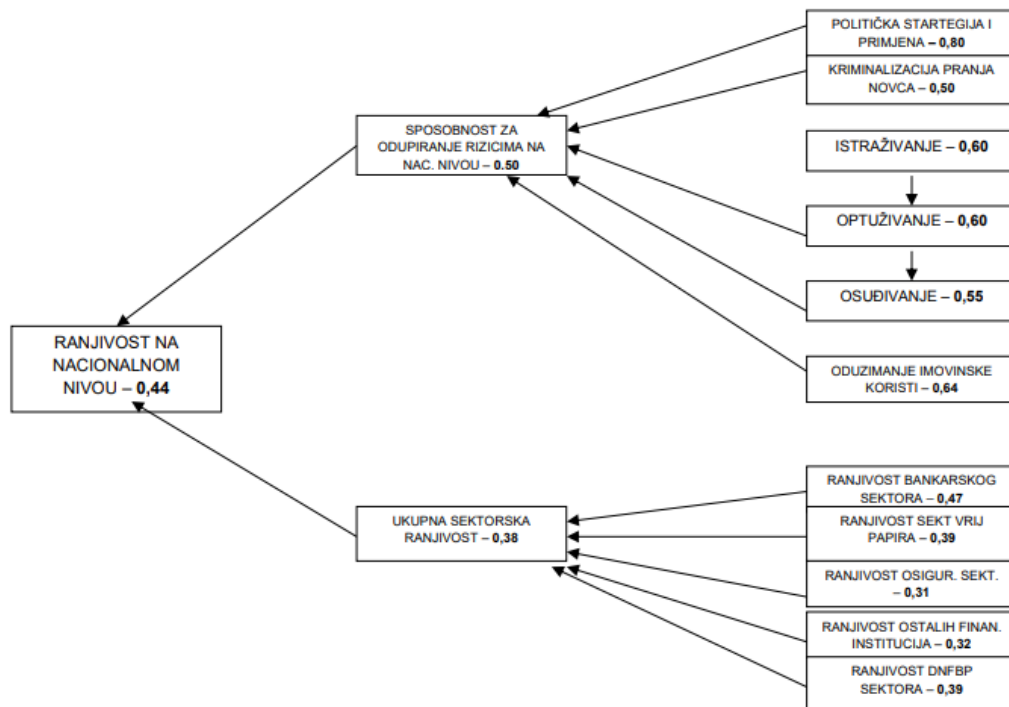 POLITIČKA STARTEGIJA I
PRIMJENA – 0,80
KRIMINALIZACIJA PRANJA
NOVCA – 0,50
SPOSOBNOST ZA
ODUPIRANJE RIZICIMA NA
NAC. NIVOU – 0.50
ISTRAŽIVANJE – 0,60
OPTUŽIVANJE – 0,60
OSUĐIVANJE – 0,55
RANJIVOST NA
NACIONALNOM
NIVOU – 0,44
ODUZIMANJE IMOVINSKE
KORISTI – 0,64
RANJIVOST BANKARSKOG
SEKTORA – 0,47
UKUPNA SEKTORSKA
RANJIVOST – 0,38
RANJIVOST SEKT VRIJ
PAPIRA – 0,39
RANJIVOST OSIGUR. SEKT.
– 0,31
RANJIVOST OSTALIH FINAN.
INSTITUCIJA – 0,32
RANJIVOST DNFBP
SEKTORA – 0,39